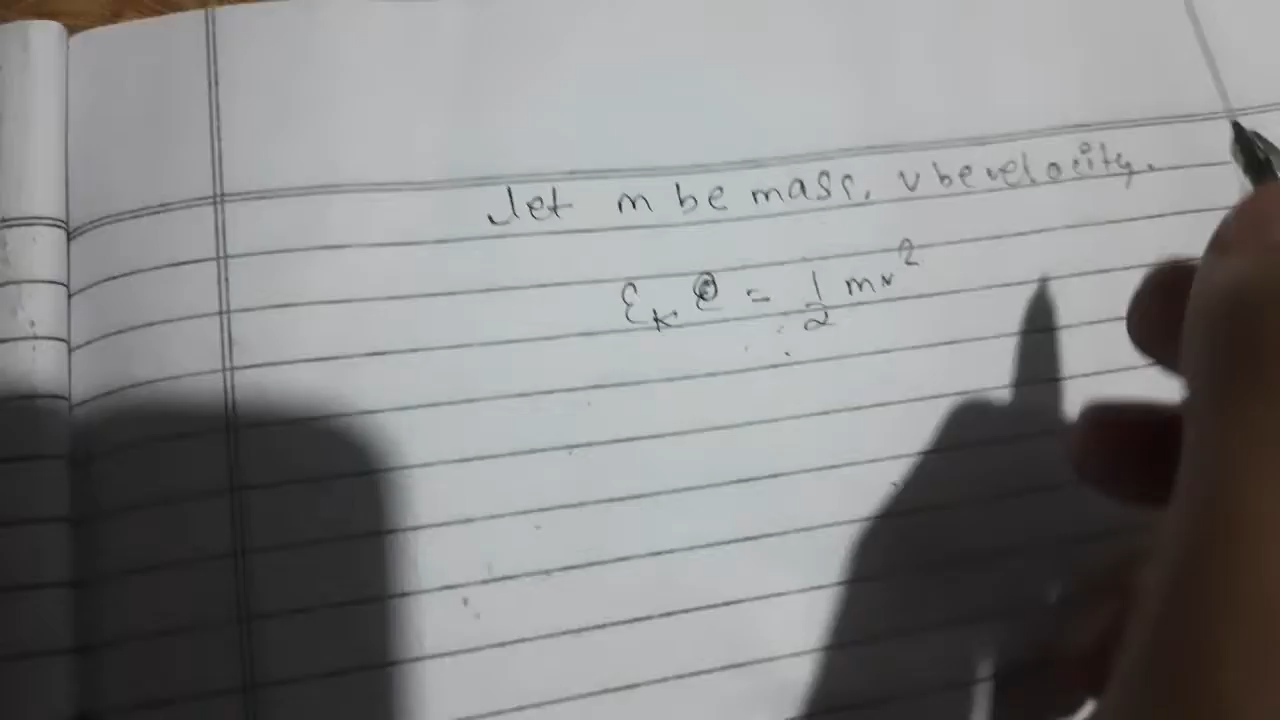 let m be mass, v be velocity.
Ek = 1/2 mv²